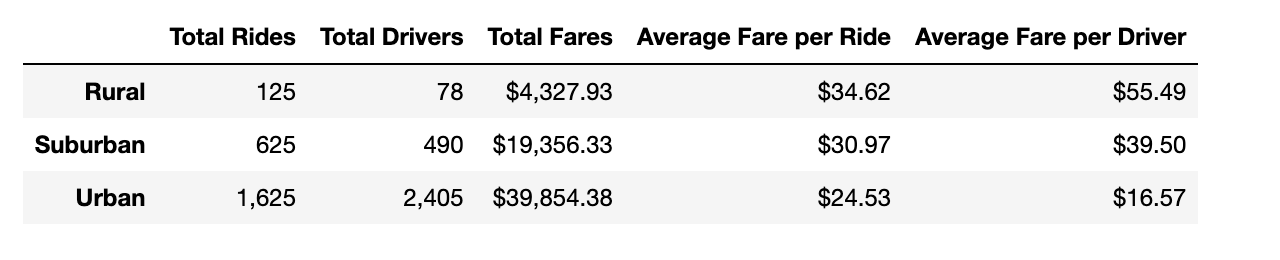 Total Rides Total Drivers Total Fares Average Fare per Ride Average Fare per Driver
Rural 125 78 $4,327.93 $34.62 $55.49
Suburban 625 490 $19,356.33 $30.97 $39.50
Urban 1,625 2,405 $39,854.38 $24.53 $16.57